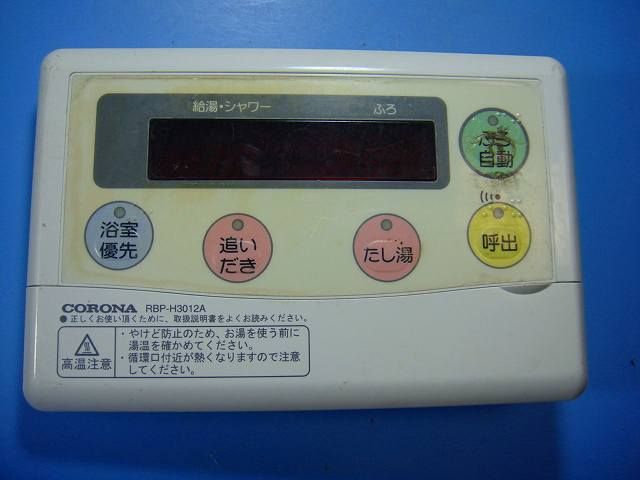 給湯・シャワー ふろ
ふろ
自動
浴室
優先
追い
だき
たし湯
呼出
CORONA RBP-H3012A
●正しくお使い頂くために、取扱説明書をよくお読みください。
高温注意
・やけど防止のため、お湯を使う前に
湯温を確かめてください。
・循環口付近が熱くなりますので注意
してください。